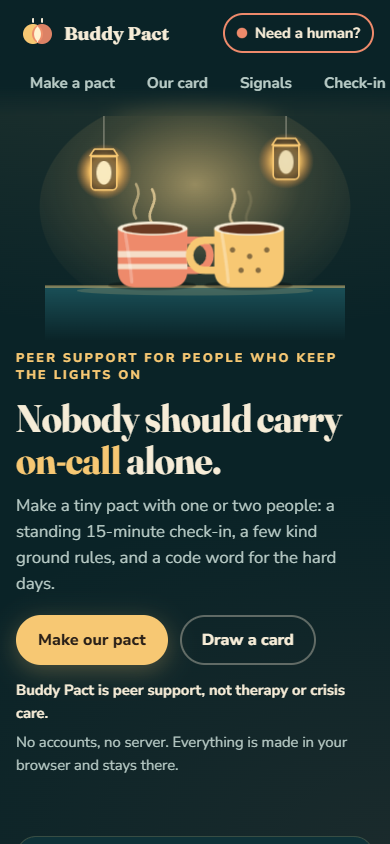 Buddy Pact
Need a human?
Make a pact
Our card
Signals
Check-in
PEER SUPPORT FOR PEOPLE WHO KEEP
THE LIGHTS ON
Nobody should carry
on-call alone.
Make a tiny pact with one or two people: a
standing 15-minute check-in, a few kind
ground rules, and a code word for the hard
days.
Make our pact
Draw a card
Buddy Pact is peer support, not therapy or crisis
care.
No accounts, no server. Everything is made in your
browser and stays there.